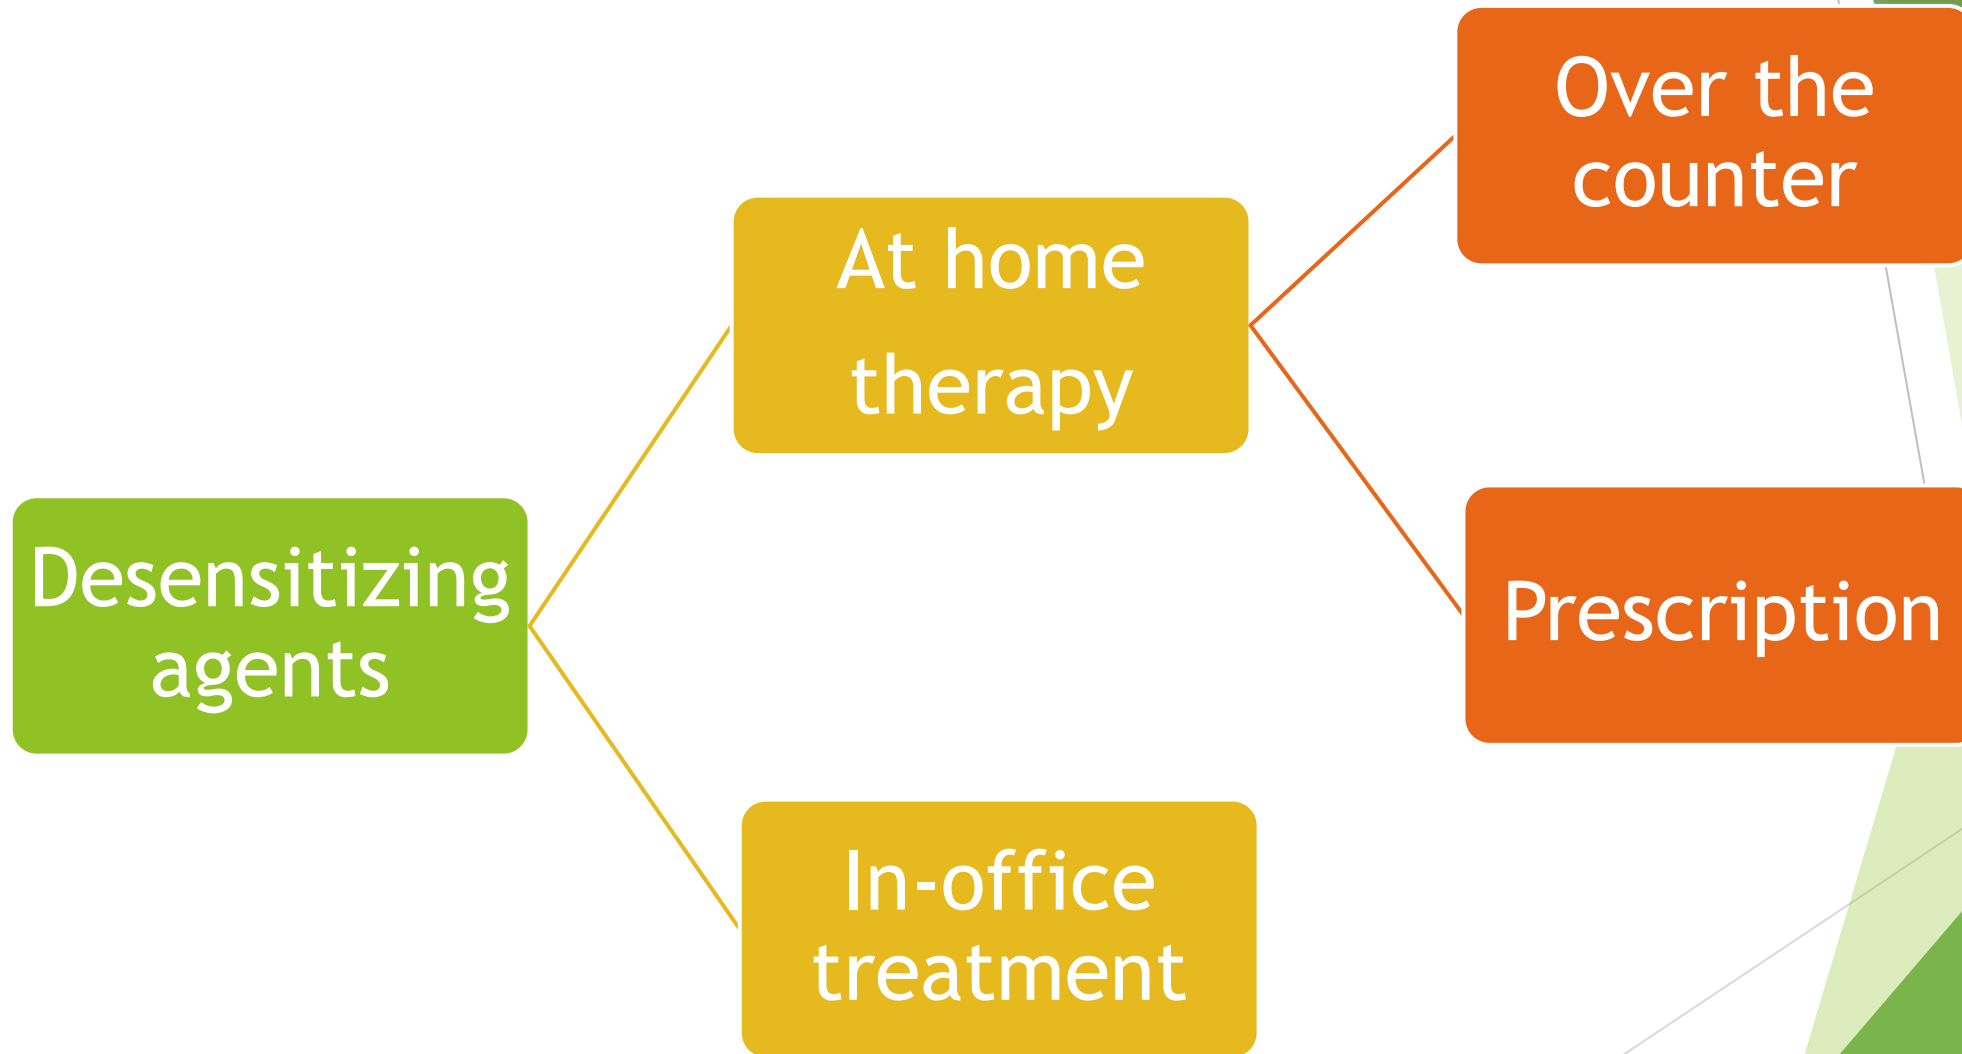 Over the
counter
At home
therapy
Desensitizing
agents
Prescription
In-office
treatment